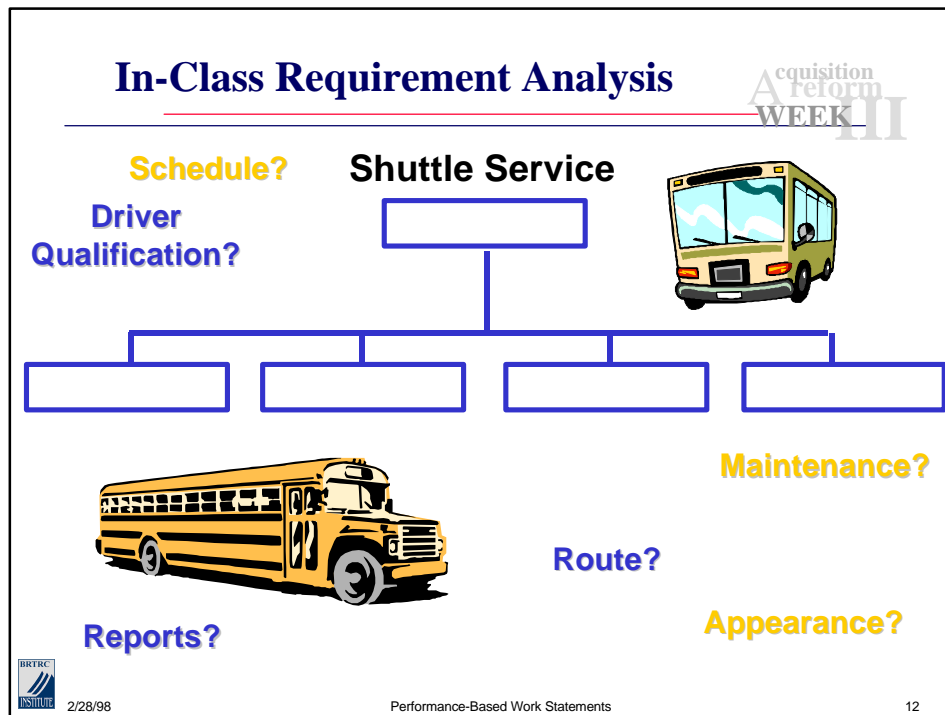 In-Class Requirement Analysis
Acquisition
reform
WEEK III
Schedule?
Shuttle Service
Driver
Qualification?
Maintenance?
Route?
Appearance?
Reports?
BRTRC
INSTITUTE
2/28/98
Performance-Based Work Statements
12